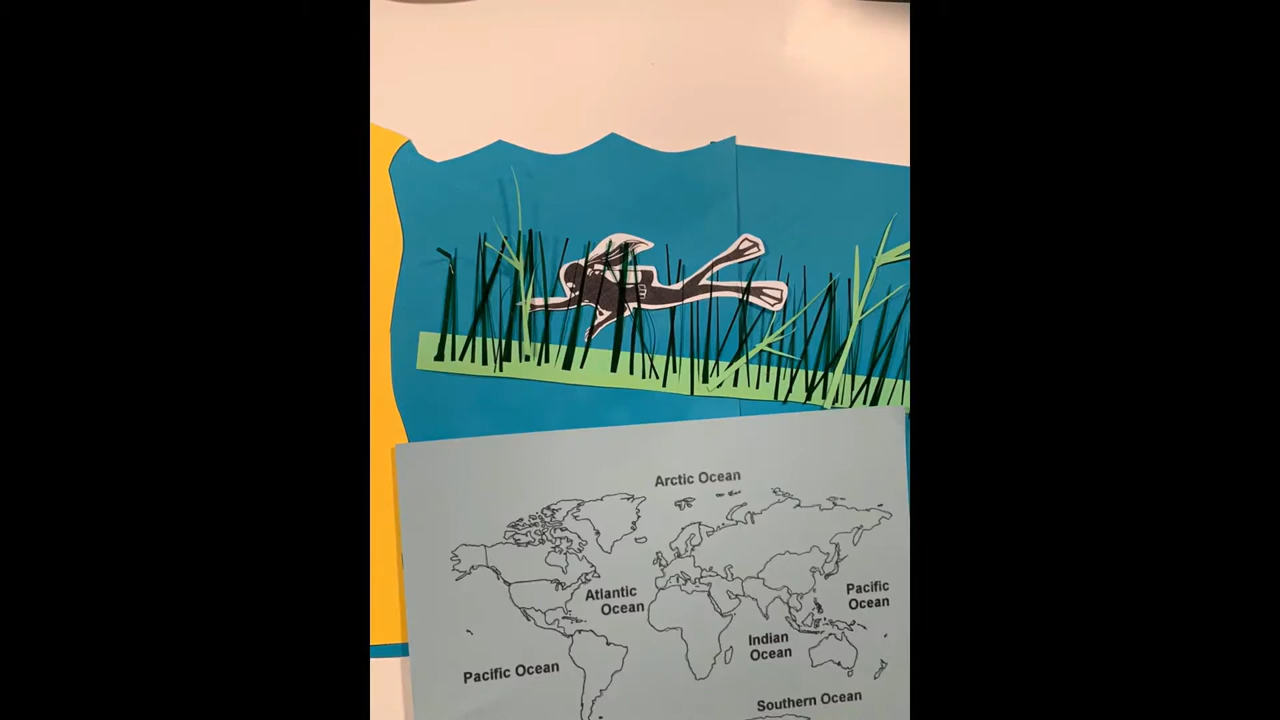 Arctic Ocean
Atlantic
Ocean
Pacific
Ocean
Indian
Ocean
Pacific Ocean
Southern Ocean